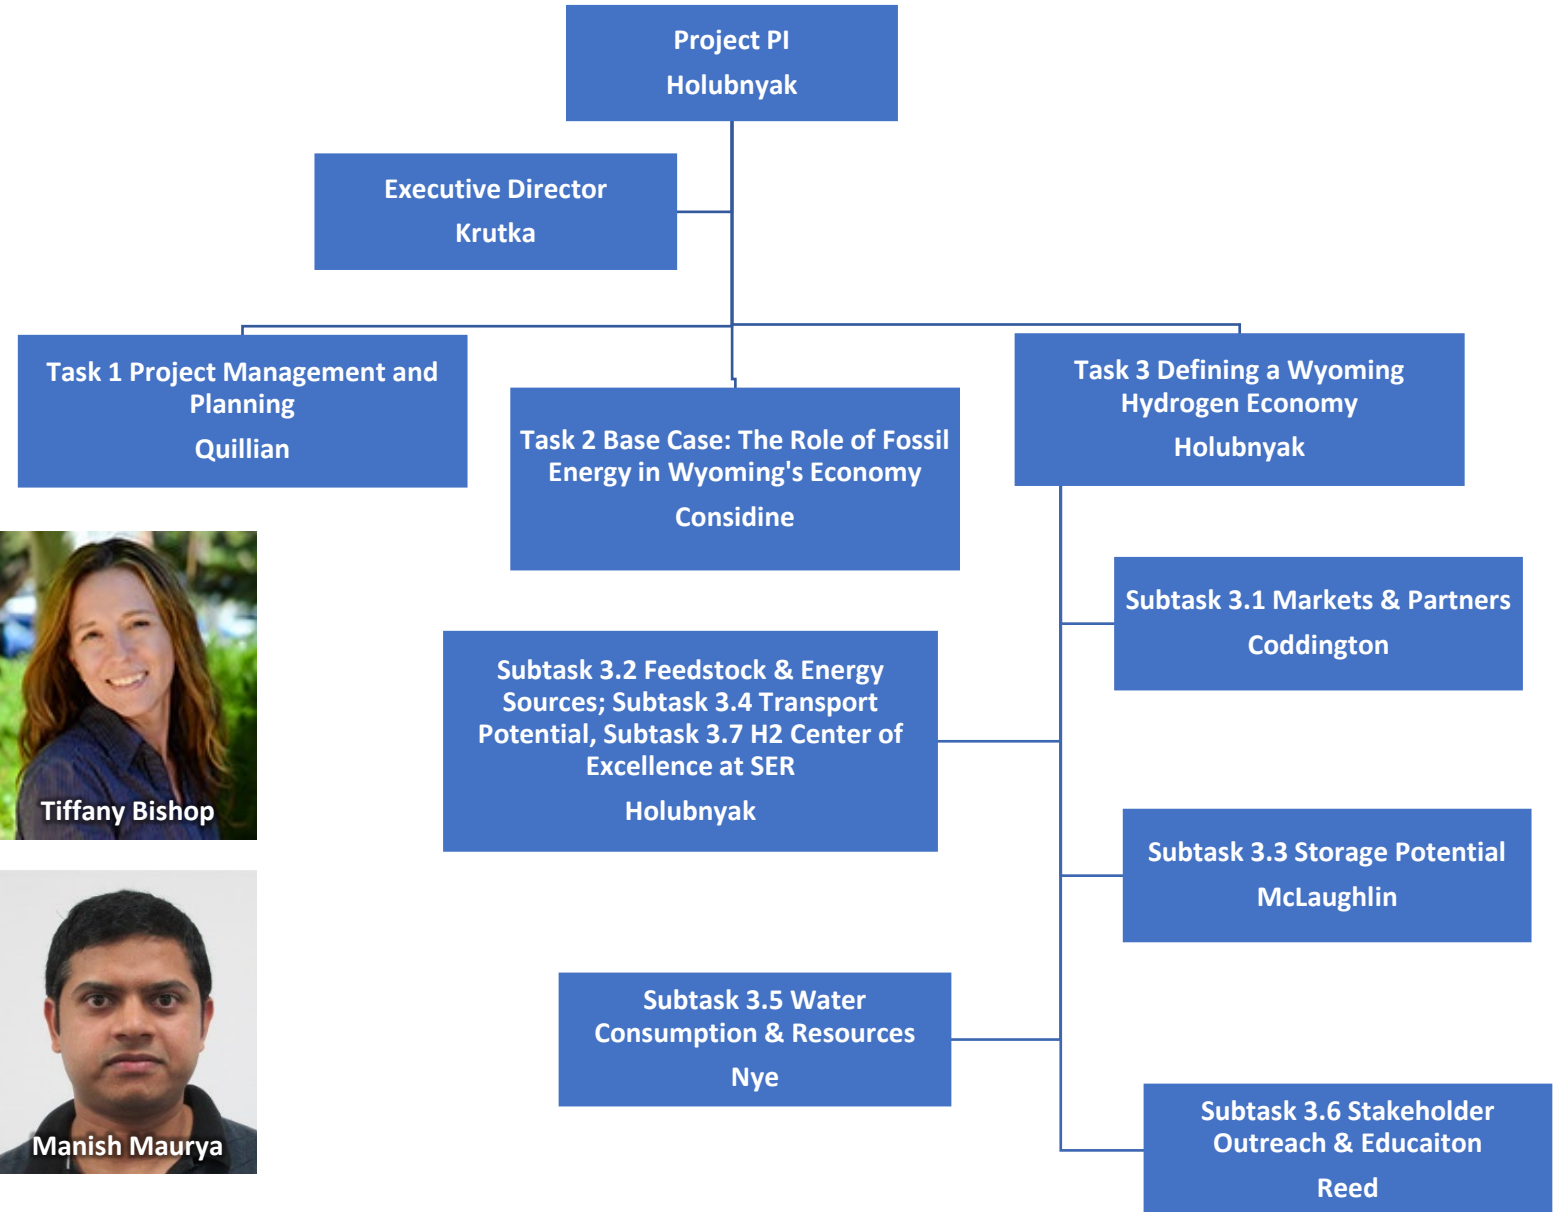 Project PI
Holubnyak
Executive Director
Krutka
Task 1 Project Management and
Planning
Quillian
Task 2 Base Case: The Role of Fossil
Energy in Wyoming's Economy
Considine
Task 3 Defining a Wyoming
Hydrogen Economy
Holubnyak
Subtask 3.1 Markets & Partners
Coddington
Subtask 3.2 Feedstock & Energy
Sources; Subtask 3.4 Transport
Potential, Subtask 3.7 H2 Center of
Excellence at SER
Holubnyak
Subtask 3.3 Storage Potential
McLaughlin
Subtask 3.5 Water
Consumption & Resources
Nye
Subtask 3.6 Stakeholder
Outreach & Educaiton
Reed
Tiffany Bishop
Manish Maurya